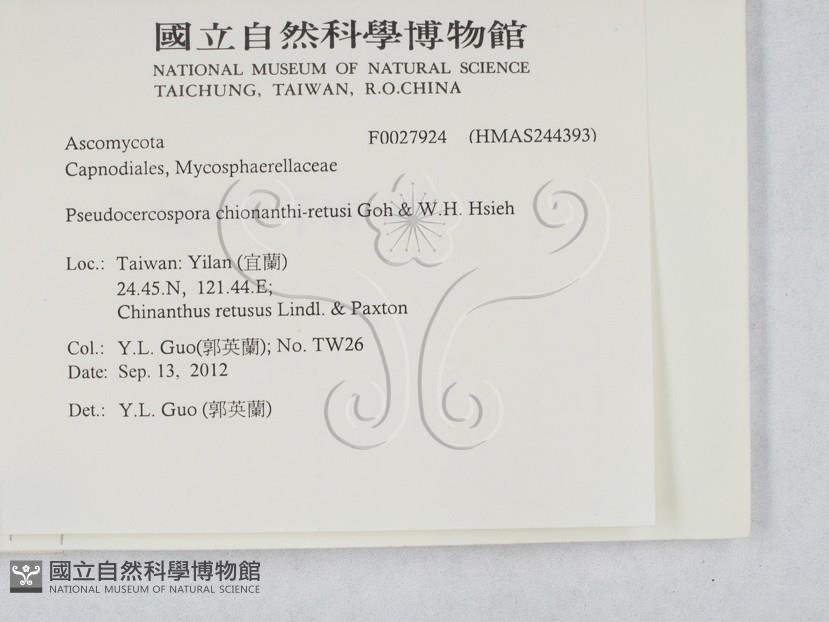 國立自然科學博物館
NATIONAL MUSEUM OF NATURAL SCIENCE
TAICHUNG, TAIWAN, R.O.CHINA
Ascomycota F0027924 (HMAS244393)
Capnodiales, Mycosphaerellaceae
Pseudocercospora chionanthi-retusi Goh & W.H. Hsieh
Loc.: Taiwan: Yilan (宜蘭)
24.45.N, 121.44.E;
Chinanthus retusus Lindl. & Paxton
Col.: Y.L. Guo(郭英蘭); No. TW26
Date: Sep. 13, 2012
Det.: Y.L. Guo (郭英蘭)
國立自然科學博物館
NATIONAL MUSEUM OF NATURAL SCIENCE